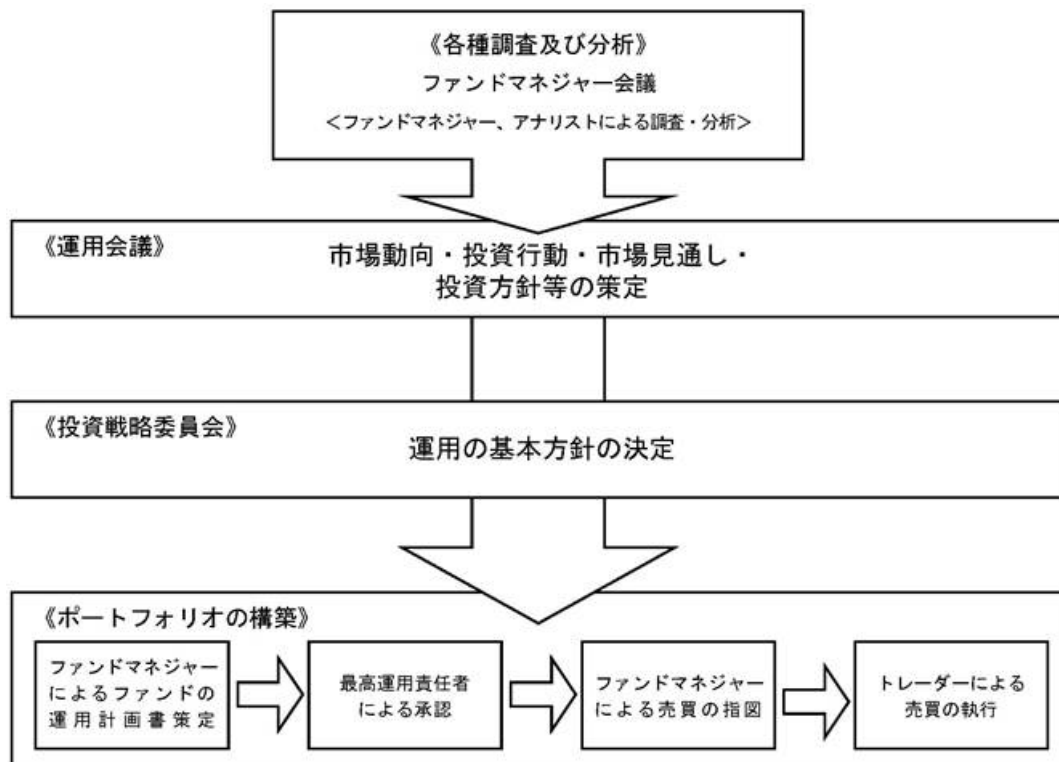 《各種調査及び分析》
ファンドマネジャー会議
＜ファンドマネジャー、アナリストによる調査・分析＞
《運用会議》
市場動向・投資行動・市場見通し・
投資方針等の策定
《投資戦略委員会》
運用の基本方針の決定
《ポートフォリオの構築》
ファンドマネジャー
によるファンドの
運用計画書策定
最高運用責任者
による承認
ファンドマネジャー
による売買の指図
トレーダーによる
売買の執行